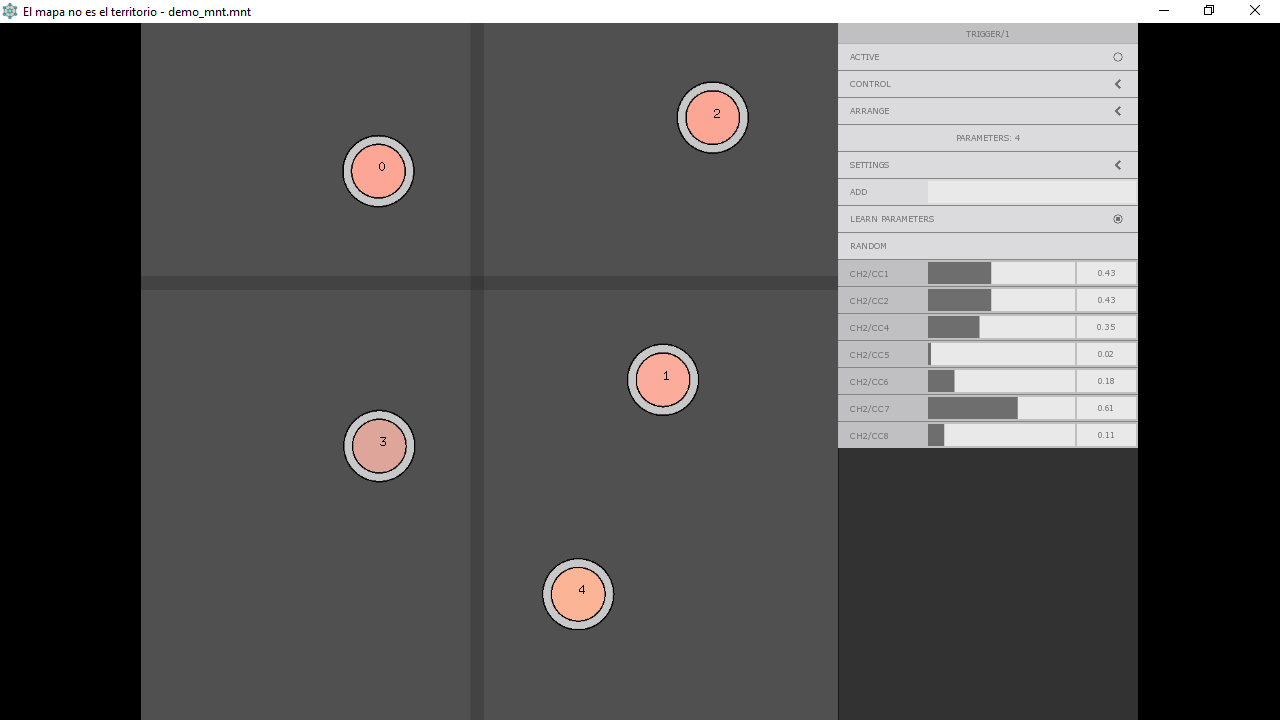 El mapa no es el territorio - demo_mnt.mnt
TRIGGER/1
ACTIVE
CONTROL
ARRANGE
PARAMETERS: 4
SETTINGS
ADD
LEARN PARAMETERS
RANDOM
CH2/CC1 0.43
CH2/CC2 0.43
CH2/CC4 0.35
CH2/CC5 0.02
CH2/CC6 0.18
CH2/CC7 0.61
CH2/CC8 0.11
2
0
1
3
4